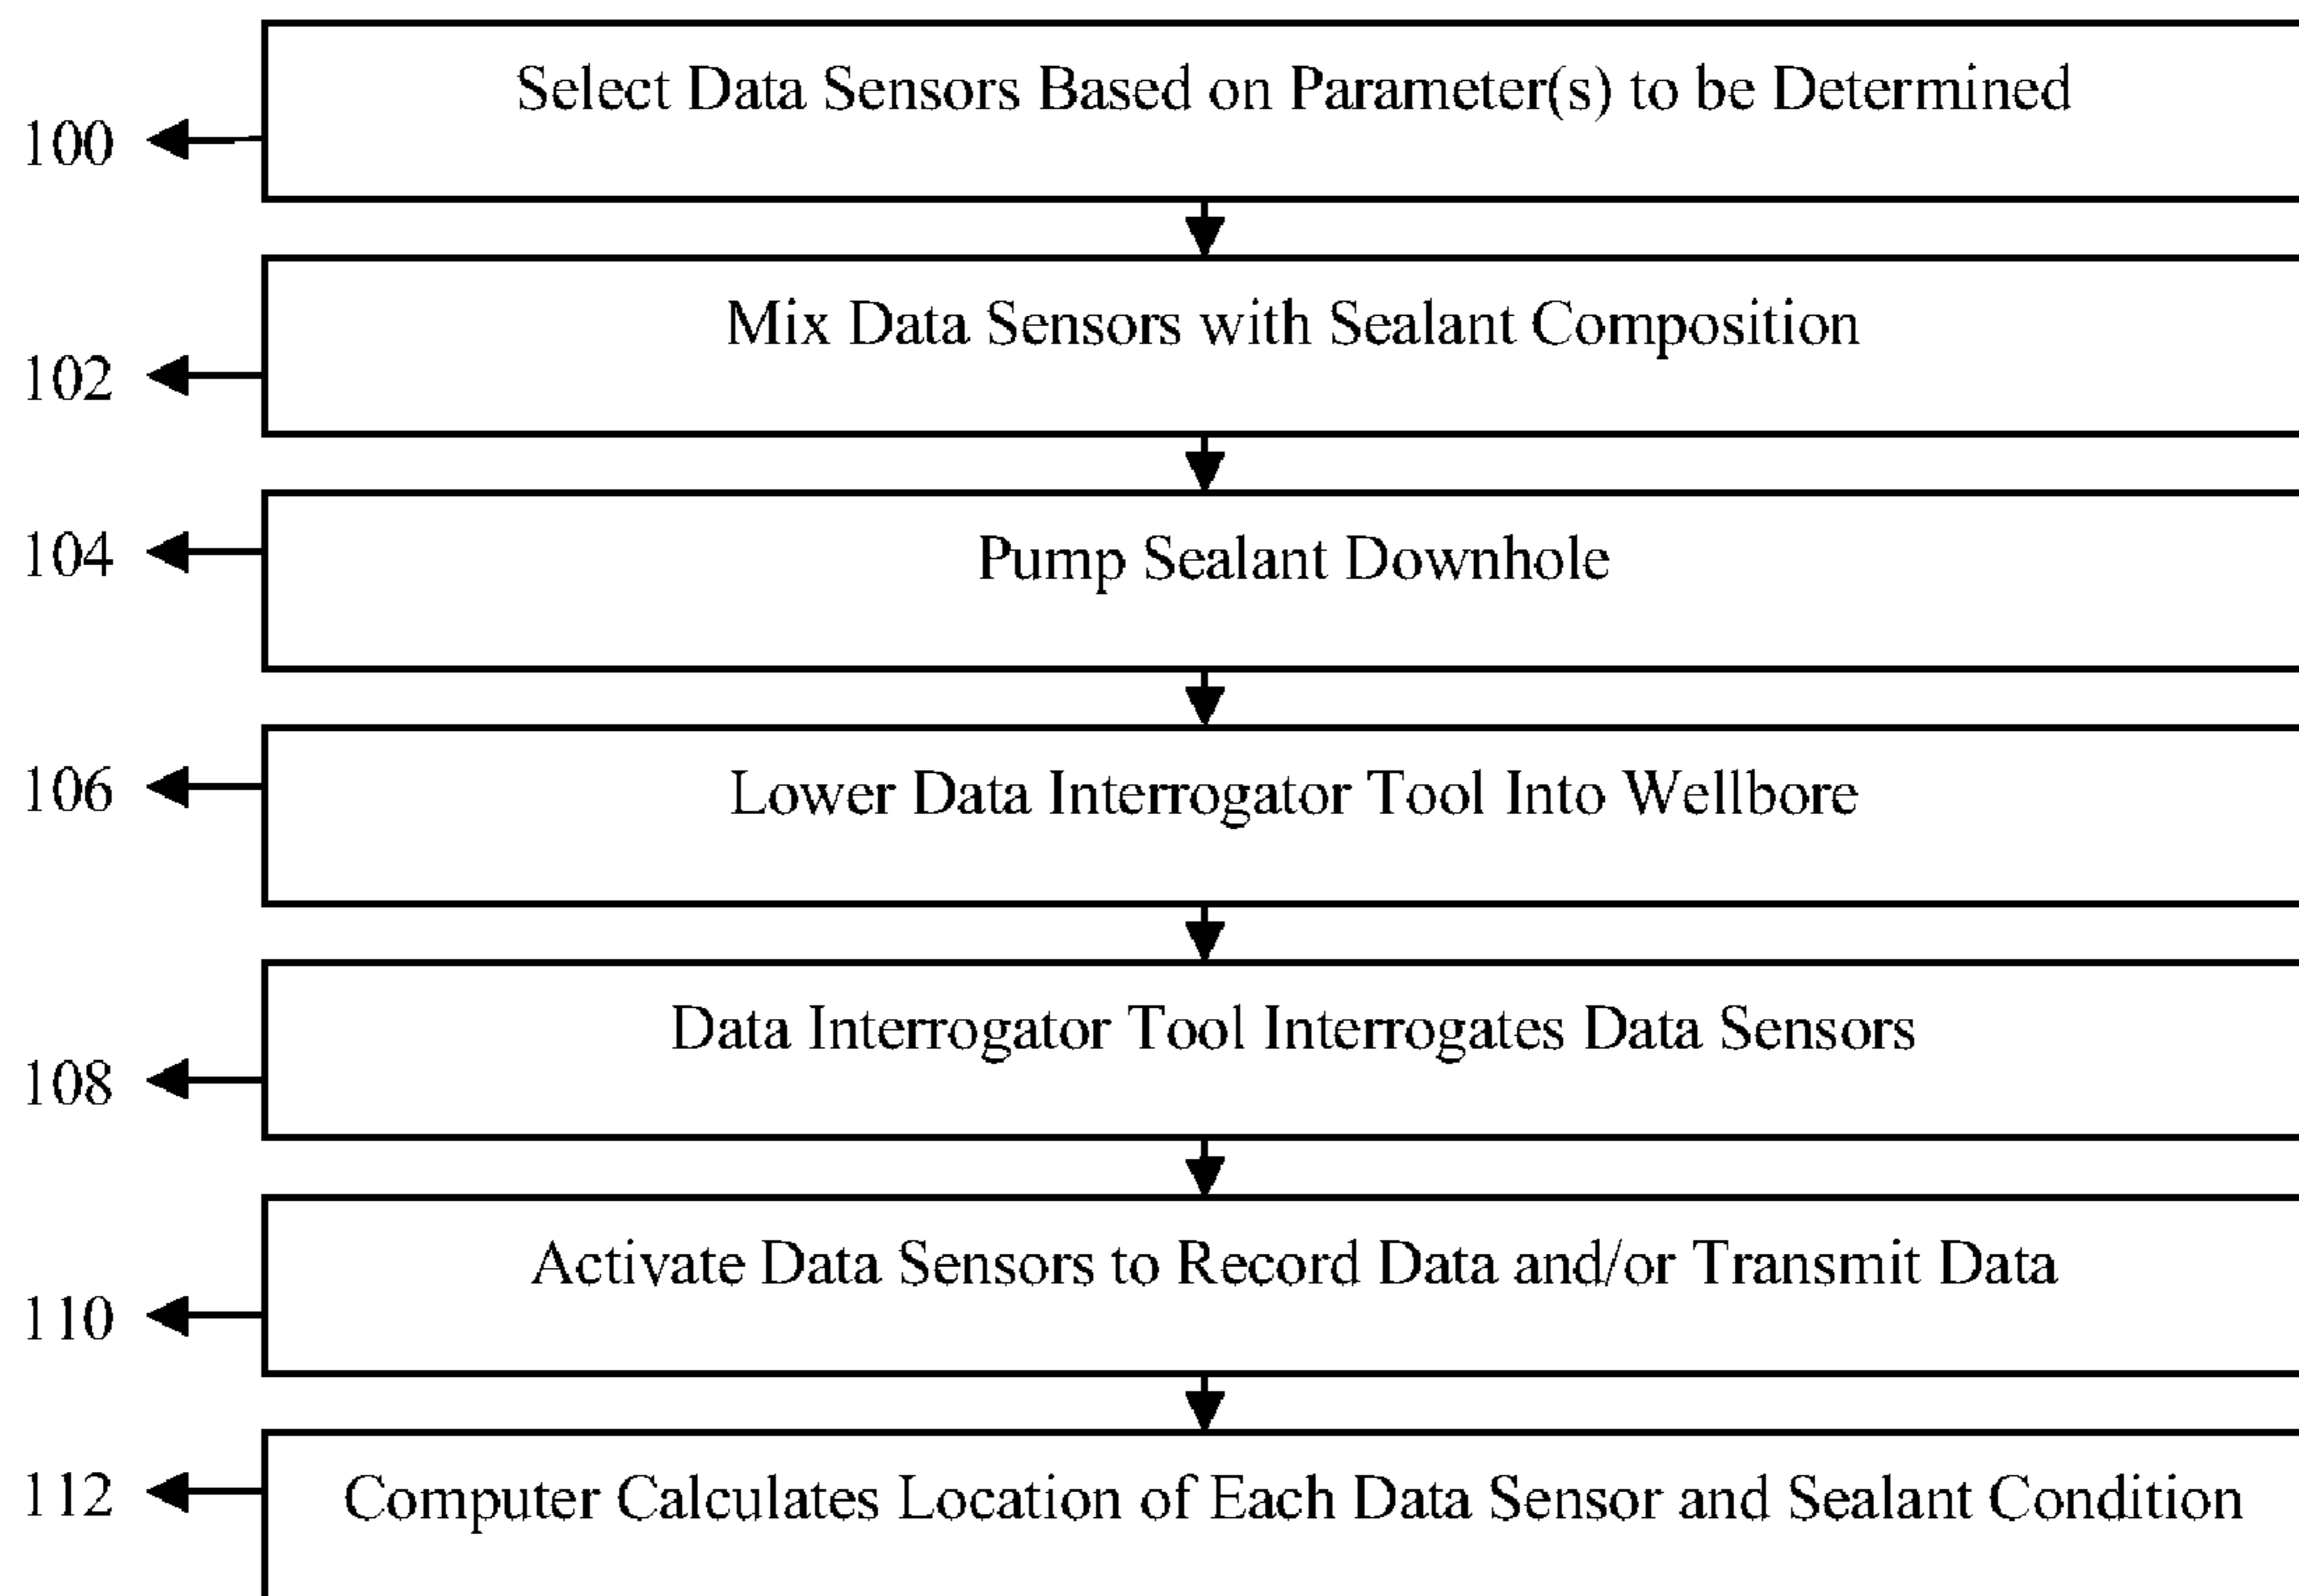 Select Data Sensors Based on Parameter(s) to be Determined
100
Mix Data Sensors with Sealant Composition
102
Pump Sealant Downhole
104
Lower Data Interrogator Tool Into Wellbore
106
Data Interrogator Tool Interrogates Data Sensors
108
Activate Data Sensors to Record Data and/or Transmit Data
110
Computer Calculates Location of Each Data Sensor and Sealant Condition
112